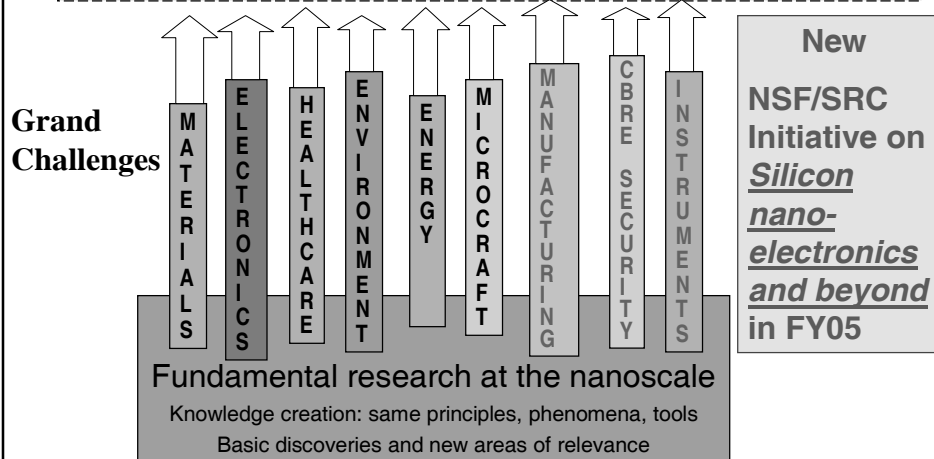 Grand
Challenges
MATERIALS
ELECTRONICS
HEALTHCARE
ENVIRONMENT
ENERGY
MICROCRAFT
MANUFACTURING
CBRE SECURITY
INSTRUMENTS
Fundamental research at the nanoscale
Knowledge creation: same principles, phenomena, tools
Basic discoveries and new areas of relevance
New
NSF/SRC
Initiative on
Silicon
nano-
electronics
and beyond
in FY05